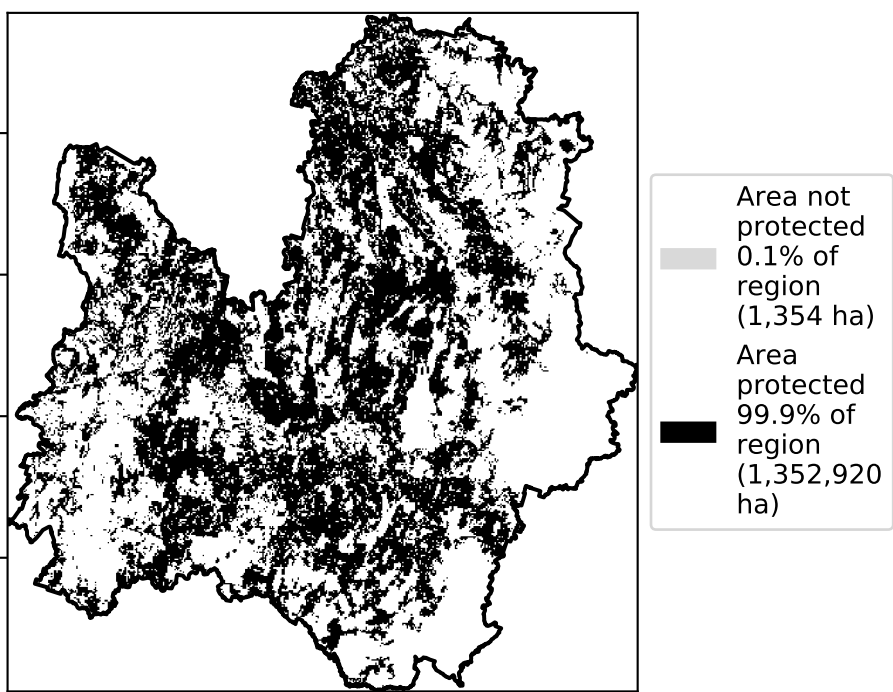 Area not
protected
0.1% of
region
(1,354 ha)
Area
protected
99.9% of
region
(1,352,920
ha)